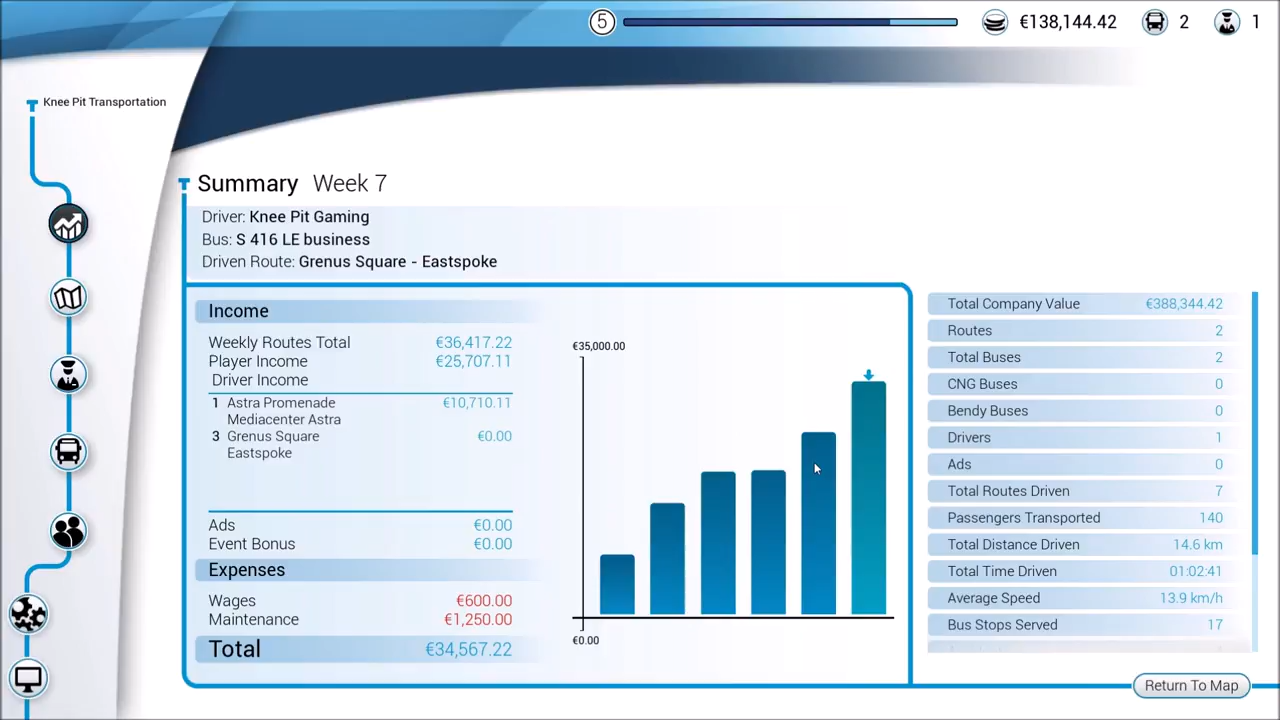 5
€138,144.42
2
1
Knee Pit Transportation
Summary Week 7
Driver: Knee Pit Gaming
Bus: S 416 LE business
Driven Route: Grenus Square - Eastspoke
Income
Weekly Routes Total €36,417.22
Player Income €25,707.11
Driver Income
1 Astra Promenade €10,710.11
Mediacenter Astra
3 Grenus Square €0.00
Eastspoke
Ads €0.00
Event Bonus €0.00
Expenses
Wages €600.00
Maintenance €1,250.00
Total €34,567.22
€35,000.00
€0.00
Total Company Value €388,344.42
Routes 2
Total Buses 2
CNG Buses 0
Bendy Buses 0
Drivers 1
Ads 0
Total Routes Driven 7
Passengers Transported 140
Total Distance Driven 14.6 km
Total Time Driven 01:02:41
Average Speed 13.9 km/h
Bus Stops Served 17
Return To Map